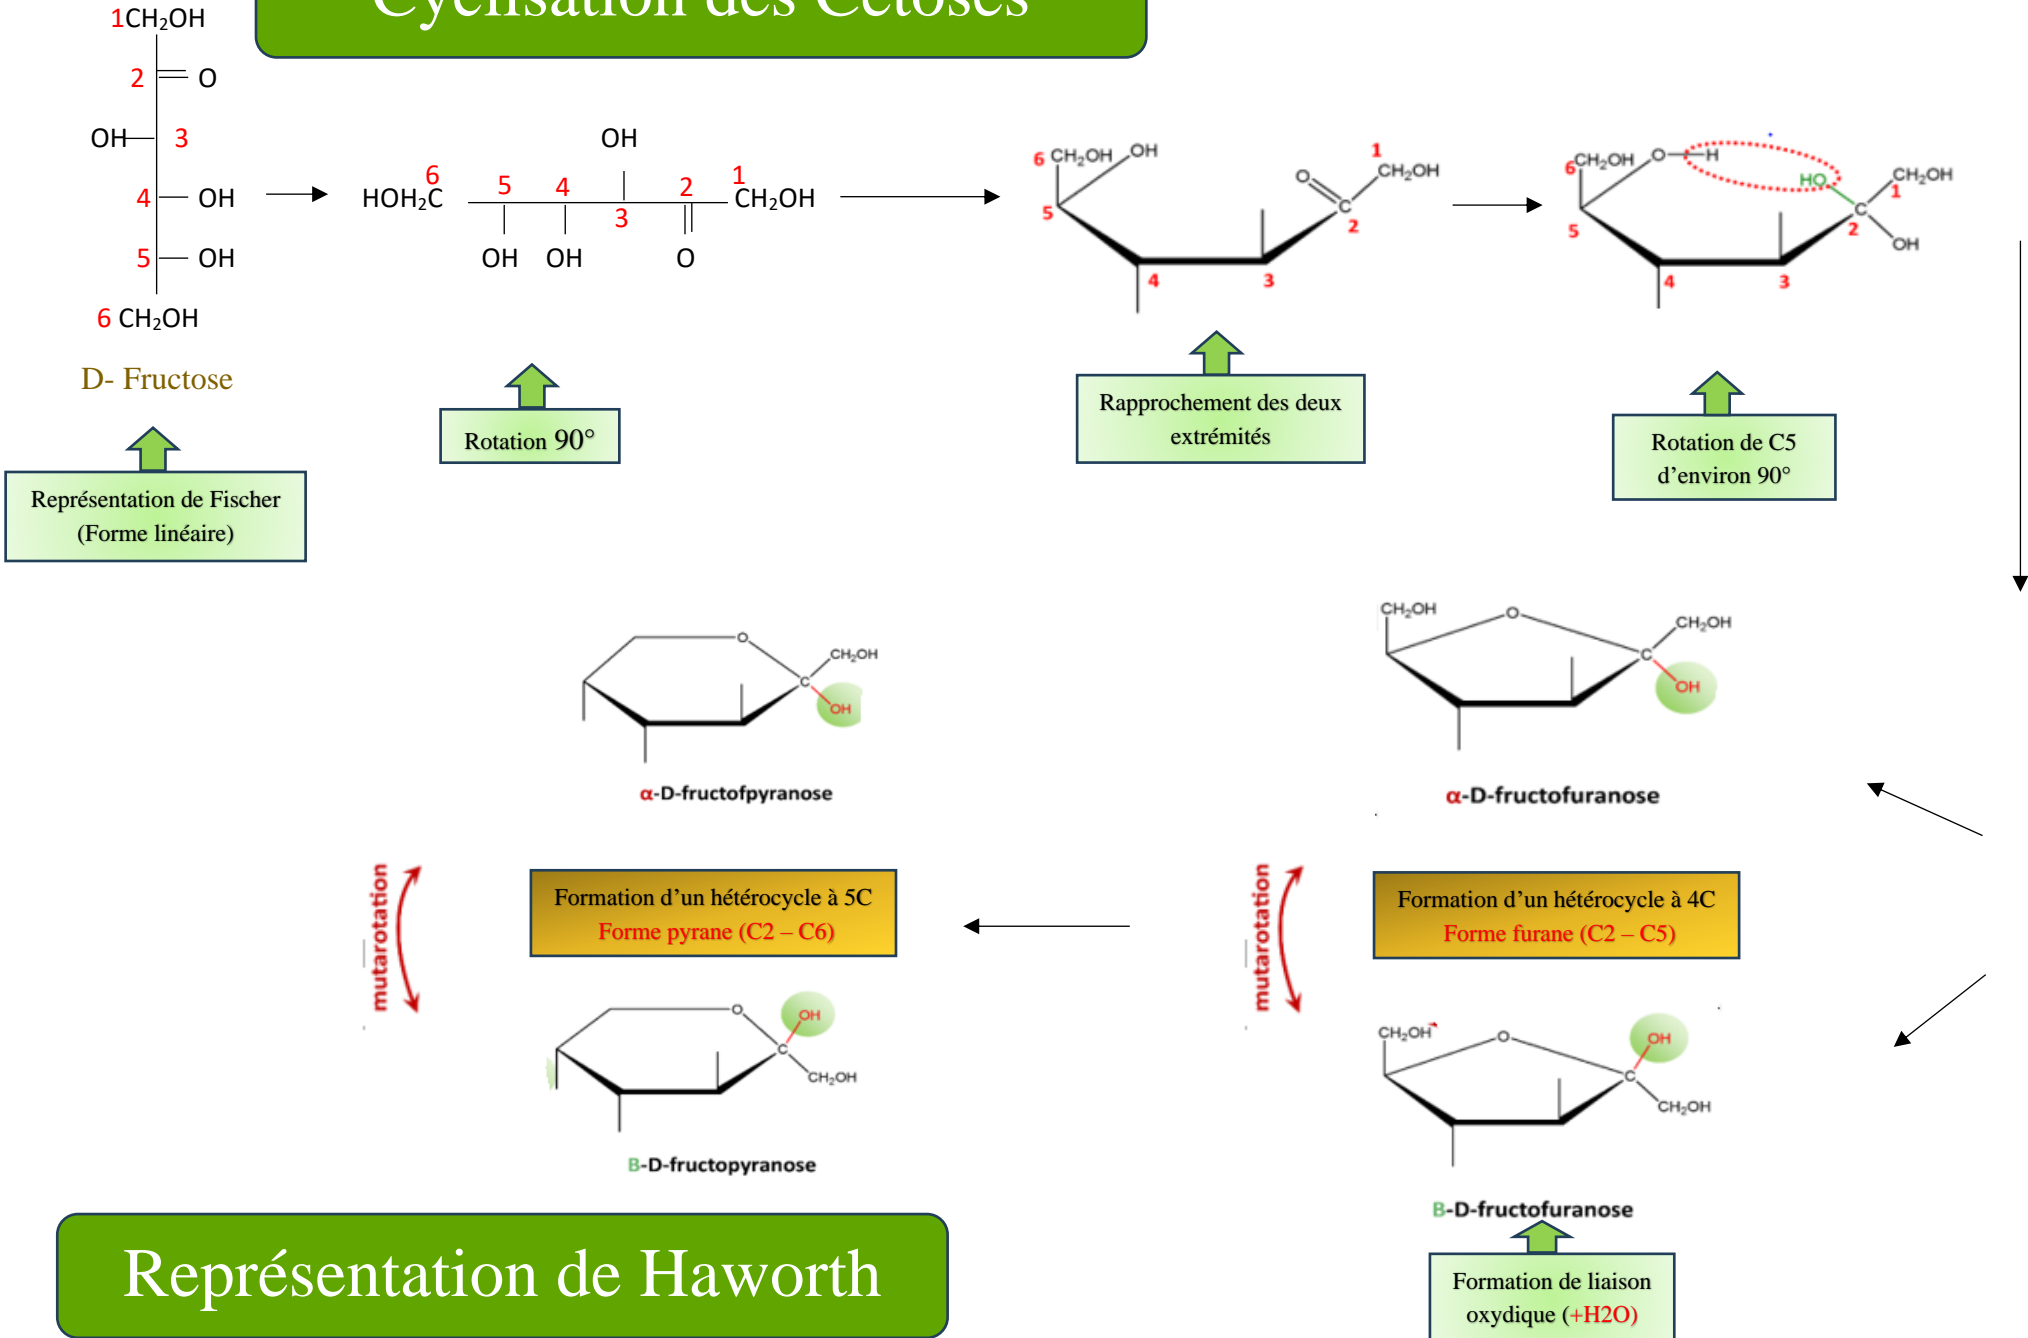 Cyclisation des Cétoses
1CH₂OH
2 O
OH 3
4 OH
5 OH
6 CH₂OH
D- Fructose
Représentation de Fischer
(Forme linéaire)
OH
6 5 4 2 1
HOH₂C CH₂OH
3
OH OH O
Rotation 90°
6 CH₂OH OH
1
O CH₂OH
C
5 2
4 3
Rapprochement des deux
extrémités
6 CH₂OH O H
HO CH₂OH
1
C
5 2
OH
4 3
Rotation de C5
d’environ 90°
O
CH₂OH
C
OH
α-D-fructofpyranose
CH₂OH O
CH₂OH
C
OH
α-D-fructofuranose
mutarotation
Formation d’un hétérocycle à 5C
Forme pyrane (C2 – C6)
mutarotation
Formation d’un hétérocycle à 4C
Forme furane (C2 – C5)
O OH
C
CH₂OH
B-D-fructopyranose
CH₂OH O OH
C
CH₂OH
B-D-fructofuranose
Formation de liaison
oxydique (+H2O)
Représentation de Haworth